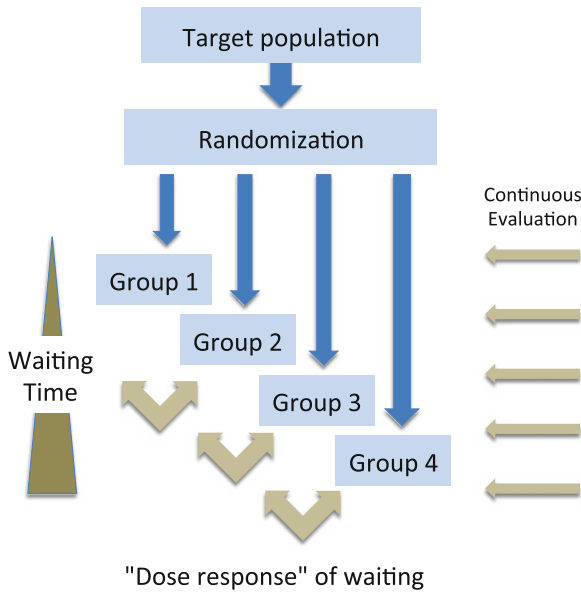 Target population
Randomization
Continuous
Evaluation
Group 1
Group 2
Waiting
Time
Group 3
Group 4
"Dose response" of waiting